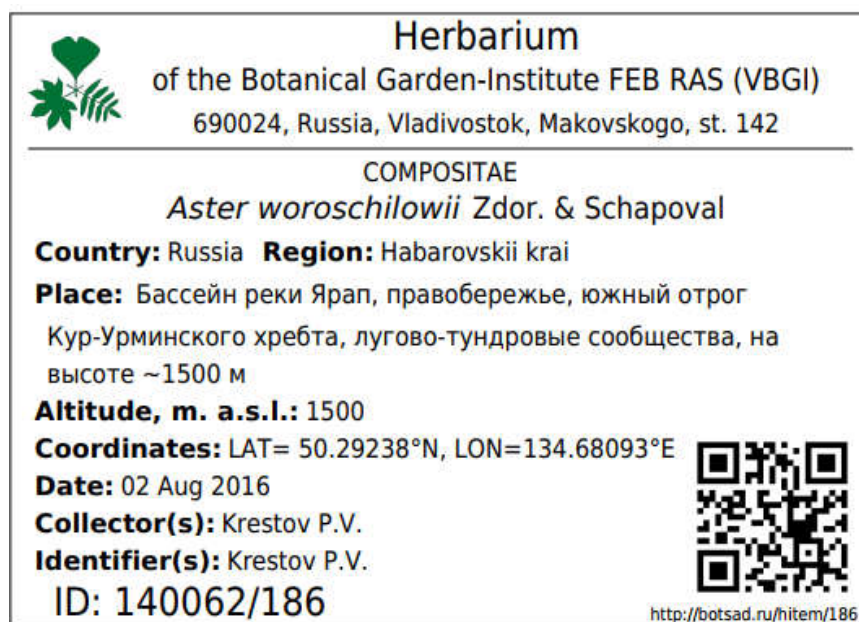 Herbarium
of the Botanical Garden-Institute FEB RAS (VBGI)
690024, Russia, Vladivostok, Makovskogo, st. 142
COMPOSITAE
Aster woroschilowii Zdor. & Schapoval
Country: Russia Region: Habarovskii krai
Place: Бассейн реки Ярап, правобережье, южный отрог
Кур-Урминского хребта, лугово-тундровые сообщества, на
высоте ~1500 м
Altitude, m. a.s.l.: 1500
Coordinates: LAT= 50.29238°N, LON=134.68093°E
Date: 02 Aug 2016
Collector(s): Krestov P.V.
Identifier(s): Krestov P.V.
ID: 140062/186
http://botsad.ru/hitem/186